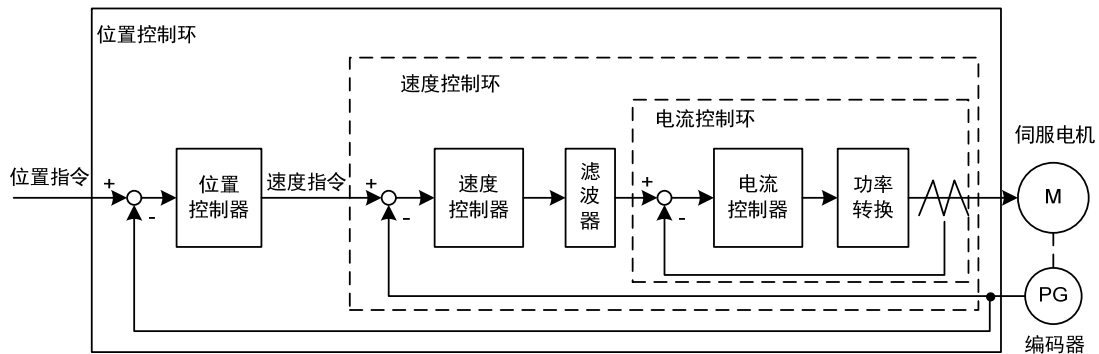 位置控制环
速度控制环
电流控制环
伺服电机
位置指令
+
-
位置
控制器
速度指令
+
-
速度
控制器
滤
波
器
+
-
电流
控制器
功率
转换
M
PG
编码器